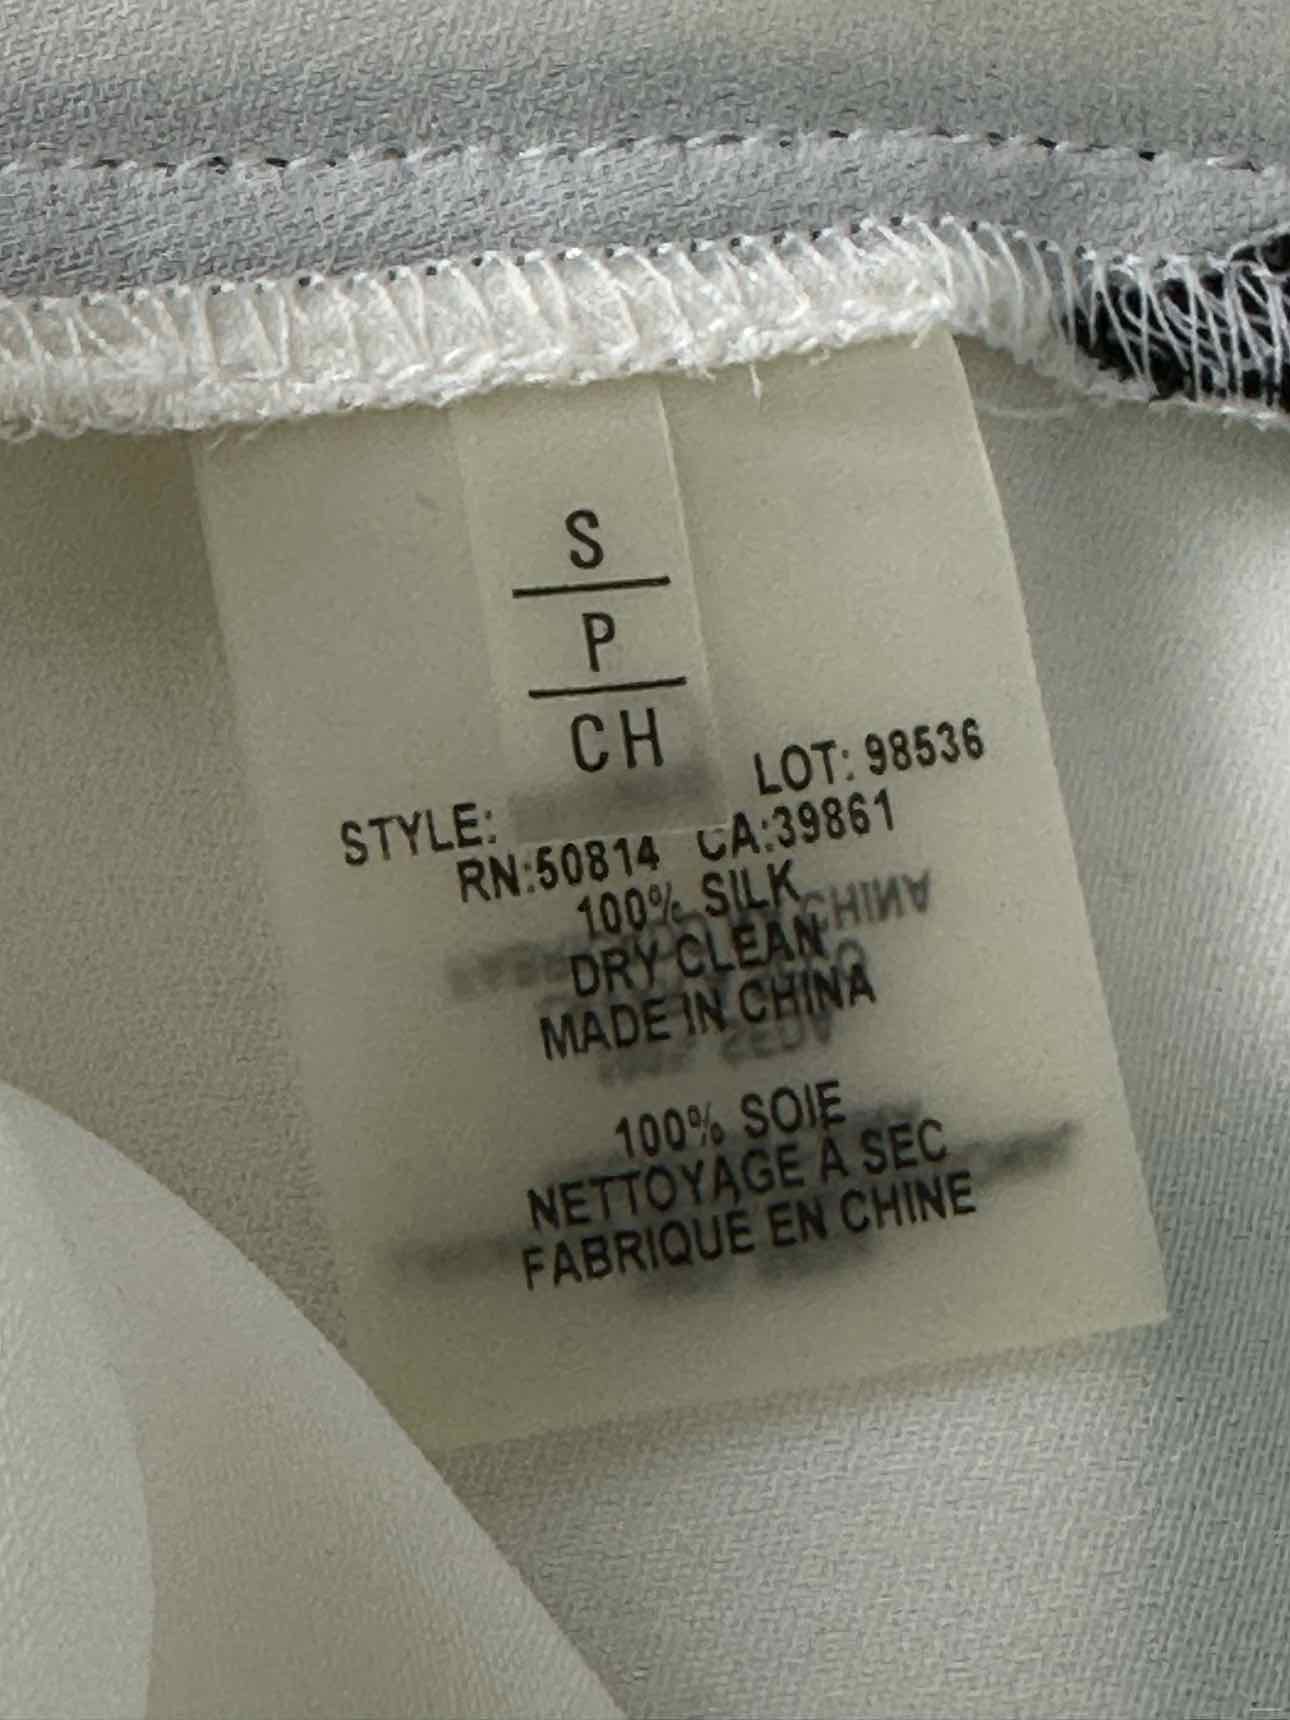 S
P
CH
STYLE: LOT: 98536
RN:50814 CA:39861
100% SILK
DRY CLEAN
MADE IN CHINA
100% SOIE
NETTOYAGE À SEC
FABRIQUE EN CHINE